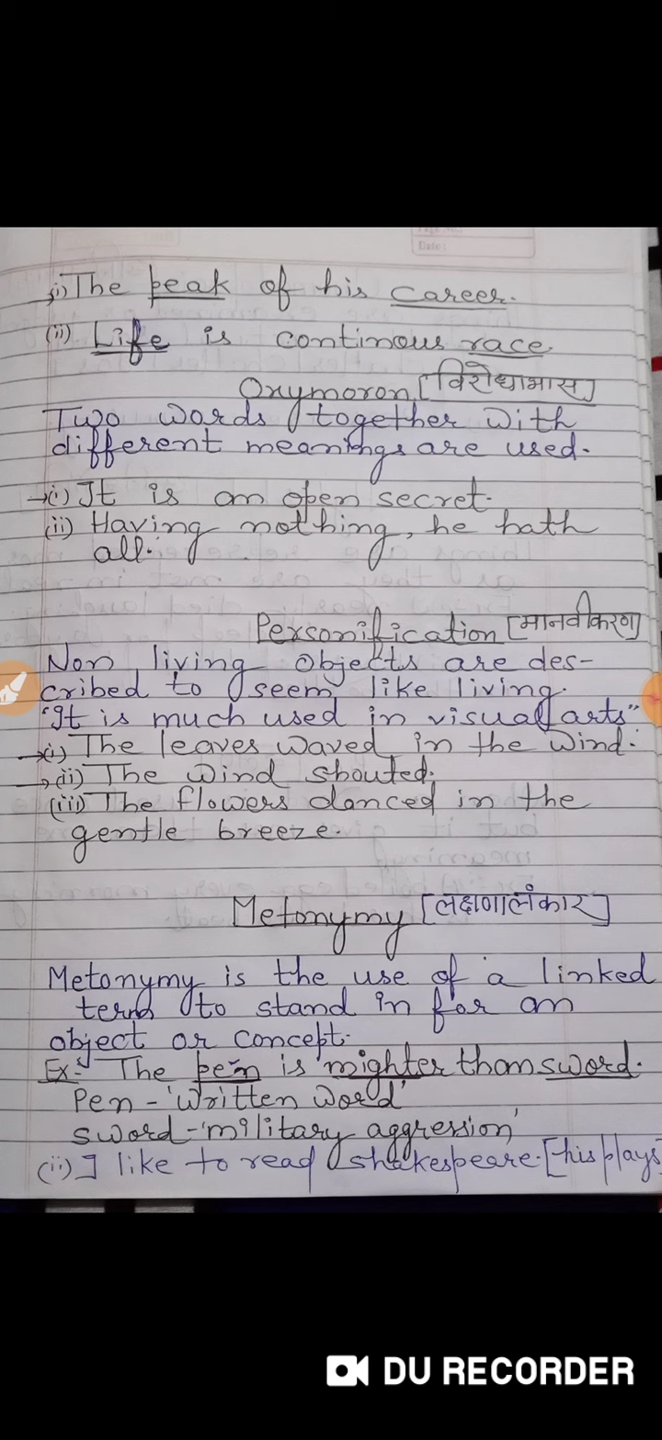 (i) The peak of his career.
(ii) Life is continous race
Oxymoron [विरोधाभास]
Two words together with
different meanings are used.
→(i) It is an open secret.
(ii) Having nothing, he hath
all.
Personification [मानवीकरण]
Non living objects are des-
cribed to seem like living.
"It is much used in visual arts"
→(i) The leaves waved in the wind.
→(ii) The wind shouted.
(iii) The flowers danced in the
gentle breeze.
Metonymy [लक्षणालंकार]
Metonymy is the use of a linked
term to stand in for an
object or concept.
Ex:- The pen is mighter than sword.
Pen - 'written word'
sword - 'military aggression'
(ii) I like to read Shakespeare. [his plays]
DU RECORDER